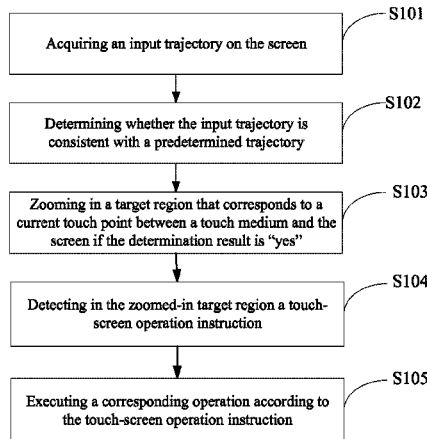 S101
Acquiring an input trajectory on the screen
S102
Determining whether the input trajectory is
consistent with a predetermined trajectory
S103
Zooming in a target region that corresponds to a
current touch point between a touch medium and the
screen if the determination result is “yes”
S104
Detecting in the zoomed-in target region a touch-
screen operation instruction
S105
Executing a corresponding operation according to
the touch-screen operation instruction